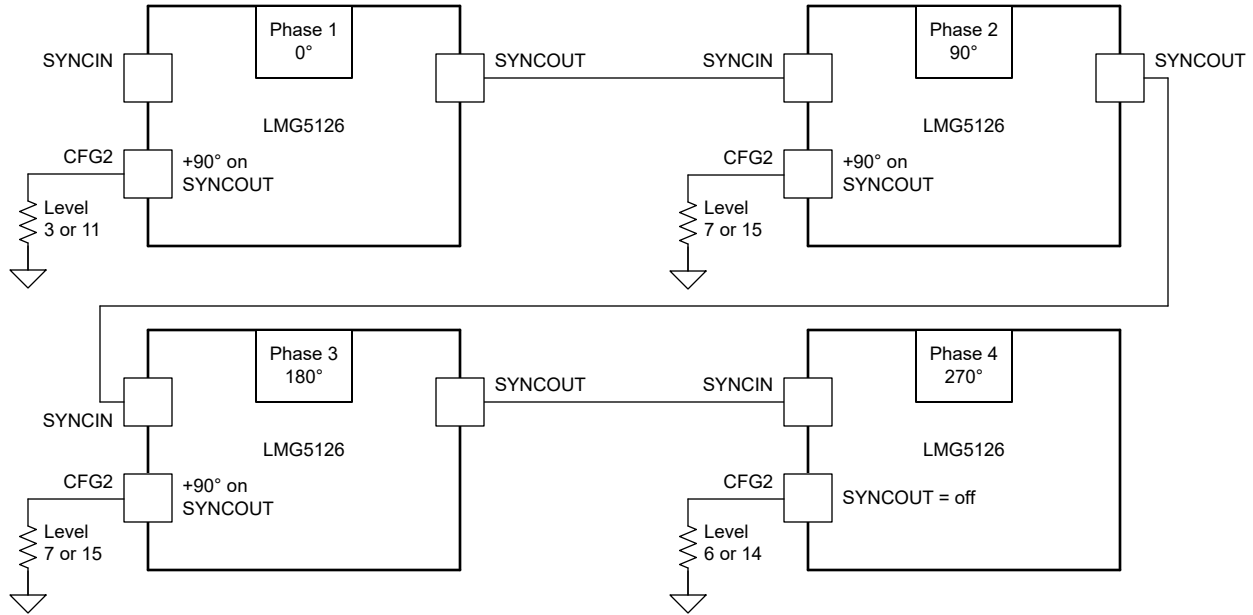 Phase 1
0°
SYNCIN
SYNCOUT
LMG5126
CFG2
+90° on
SYNCOUT
Level
3 or 11
Phase 2
90°
SYNCIN
SYNCOUT
LMG5126
CFG2
+90° on
SYNCOUT
Level
7 or 15
Phase 3
180°
SYNCIN
SYNCOUT
LMG5126
CFG2
+90° on
SYNCOUT
Level
7 or 15
Phase 4
270°
SYNCIN
LMG5126
CFG2
SYNCOUT = off
Level
6 or 14